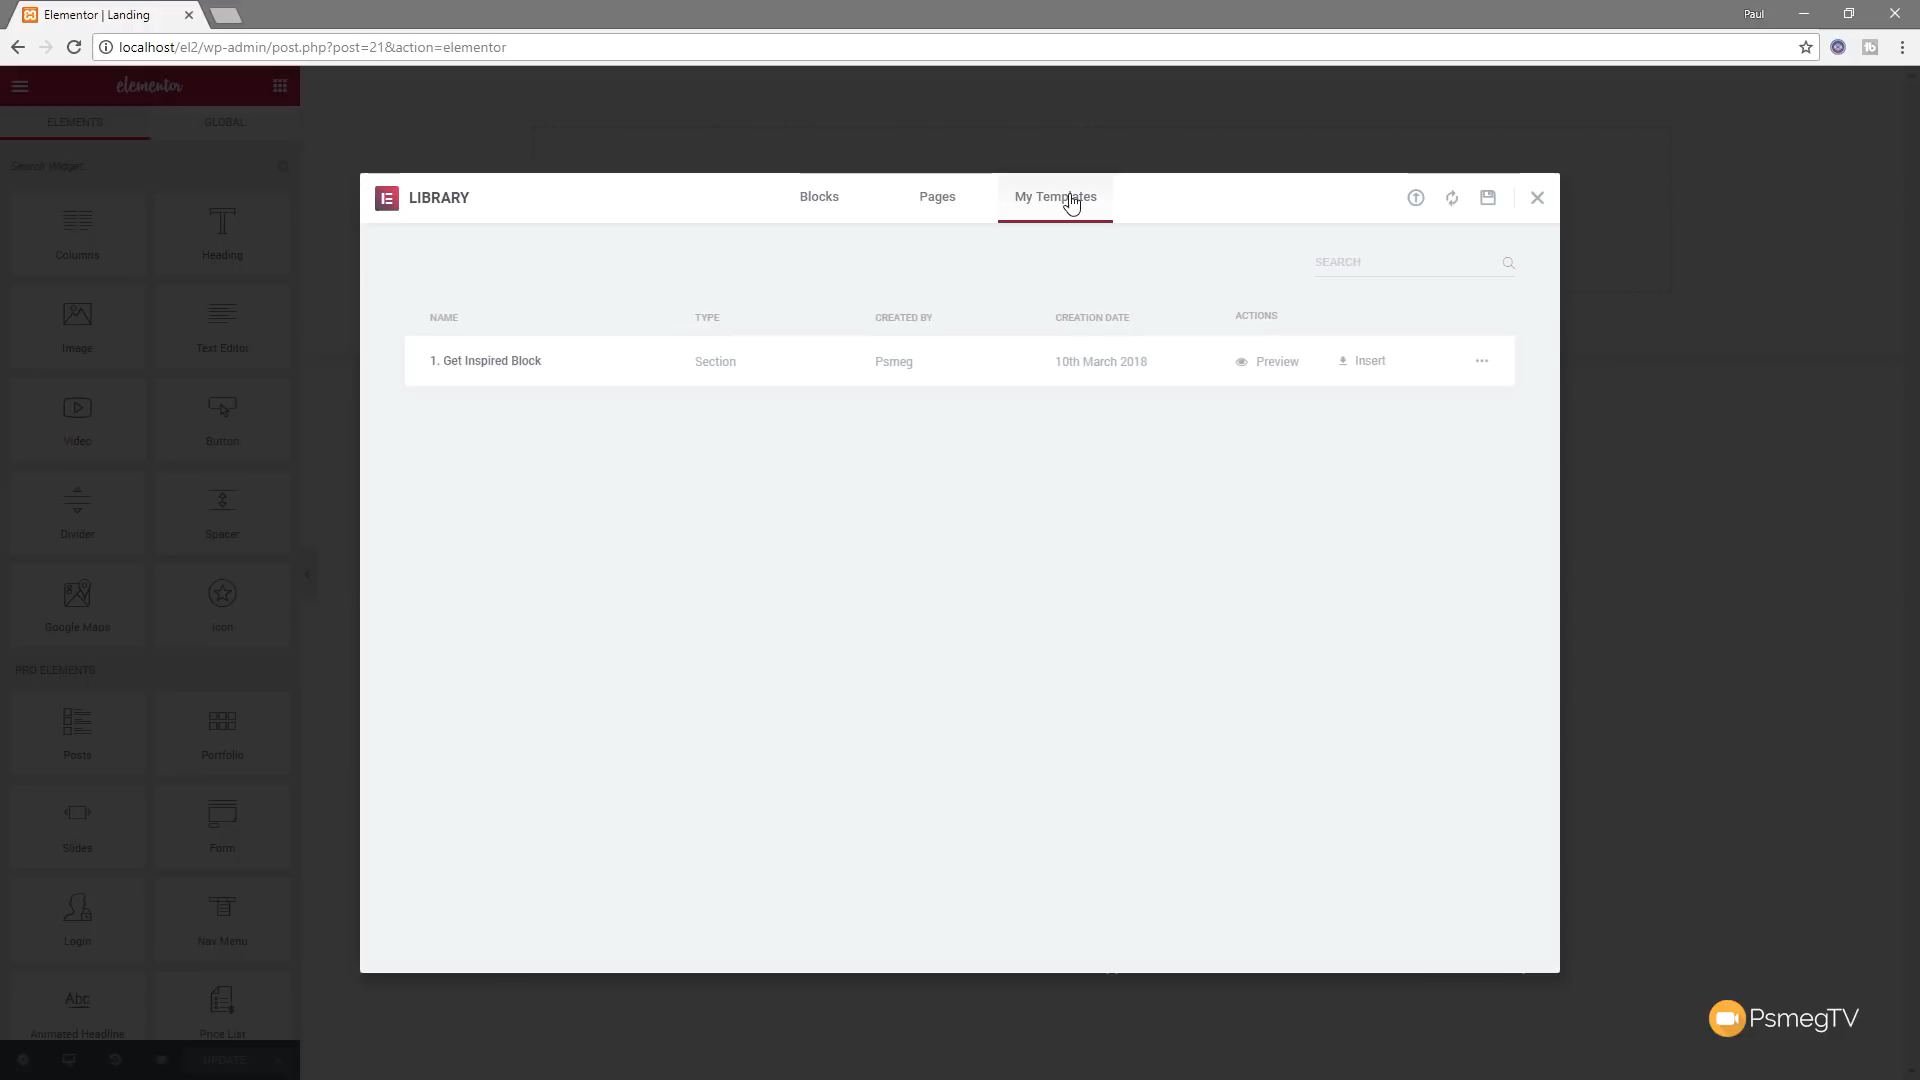 Elementor | Landing
Paul
localhost/el2/wp-admin/post.php?post=21&action=elementor
elementor
ELEMENTS
GLOBAL
Search Widget...
Columns
Heading
Image
Text Editor
Video
Button
Divider
Spacer
Google Maps
Icon
PRO ELEMENTS
Posts
Portfolio
Slides
Form
Login
Nav Menu
Abc
Animated Headline
Price List
UPDATE
LIBRARY
Blocks
Pages
My Templates
SEARCH
NAME
TYPE
CREATED BY
CREATION DATE
ACTIONS
1. Get Inspired Block
Section
Psmeg
10th March 2018
Preview
Insert
PsmegTV